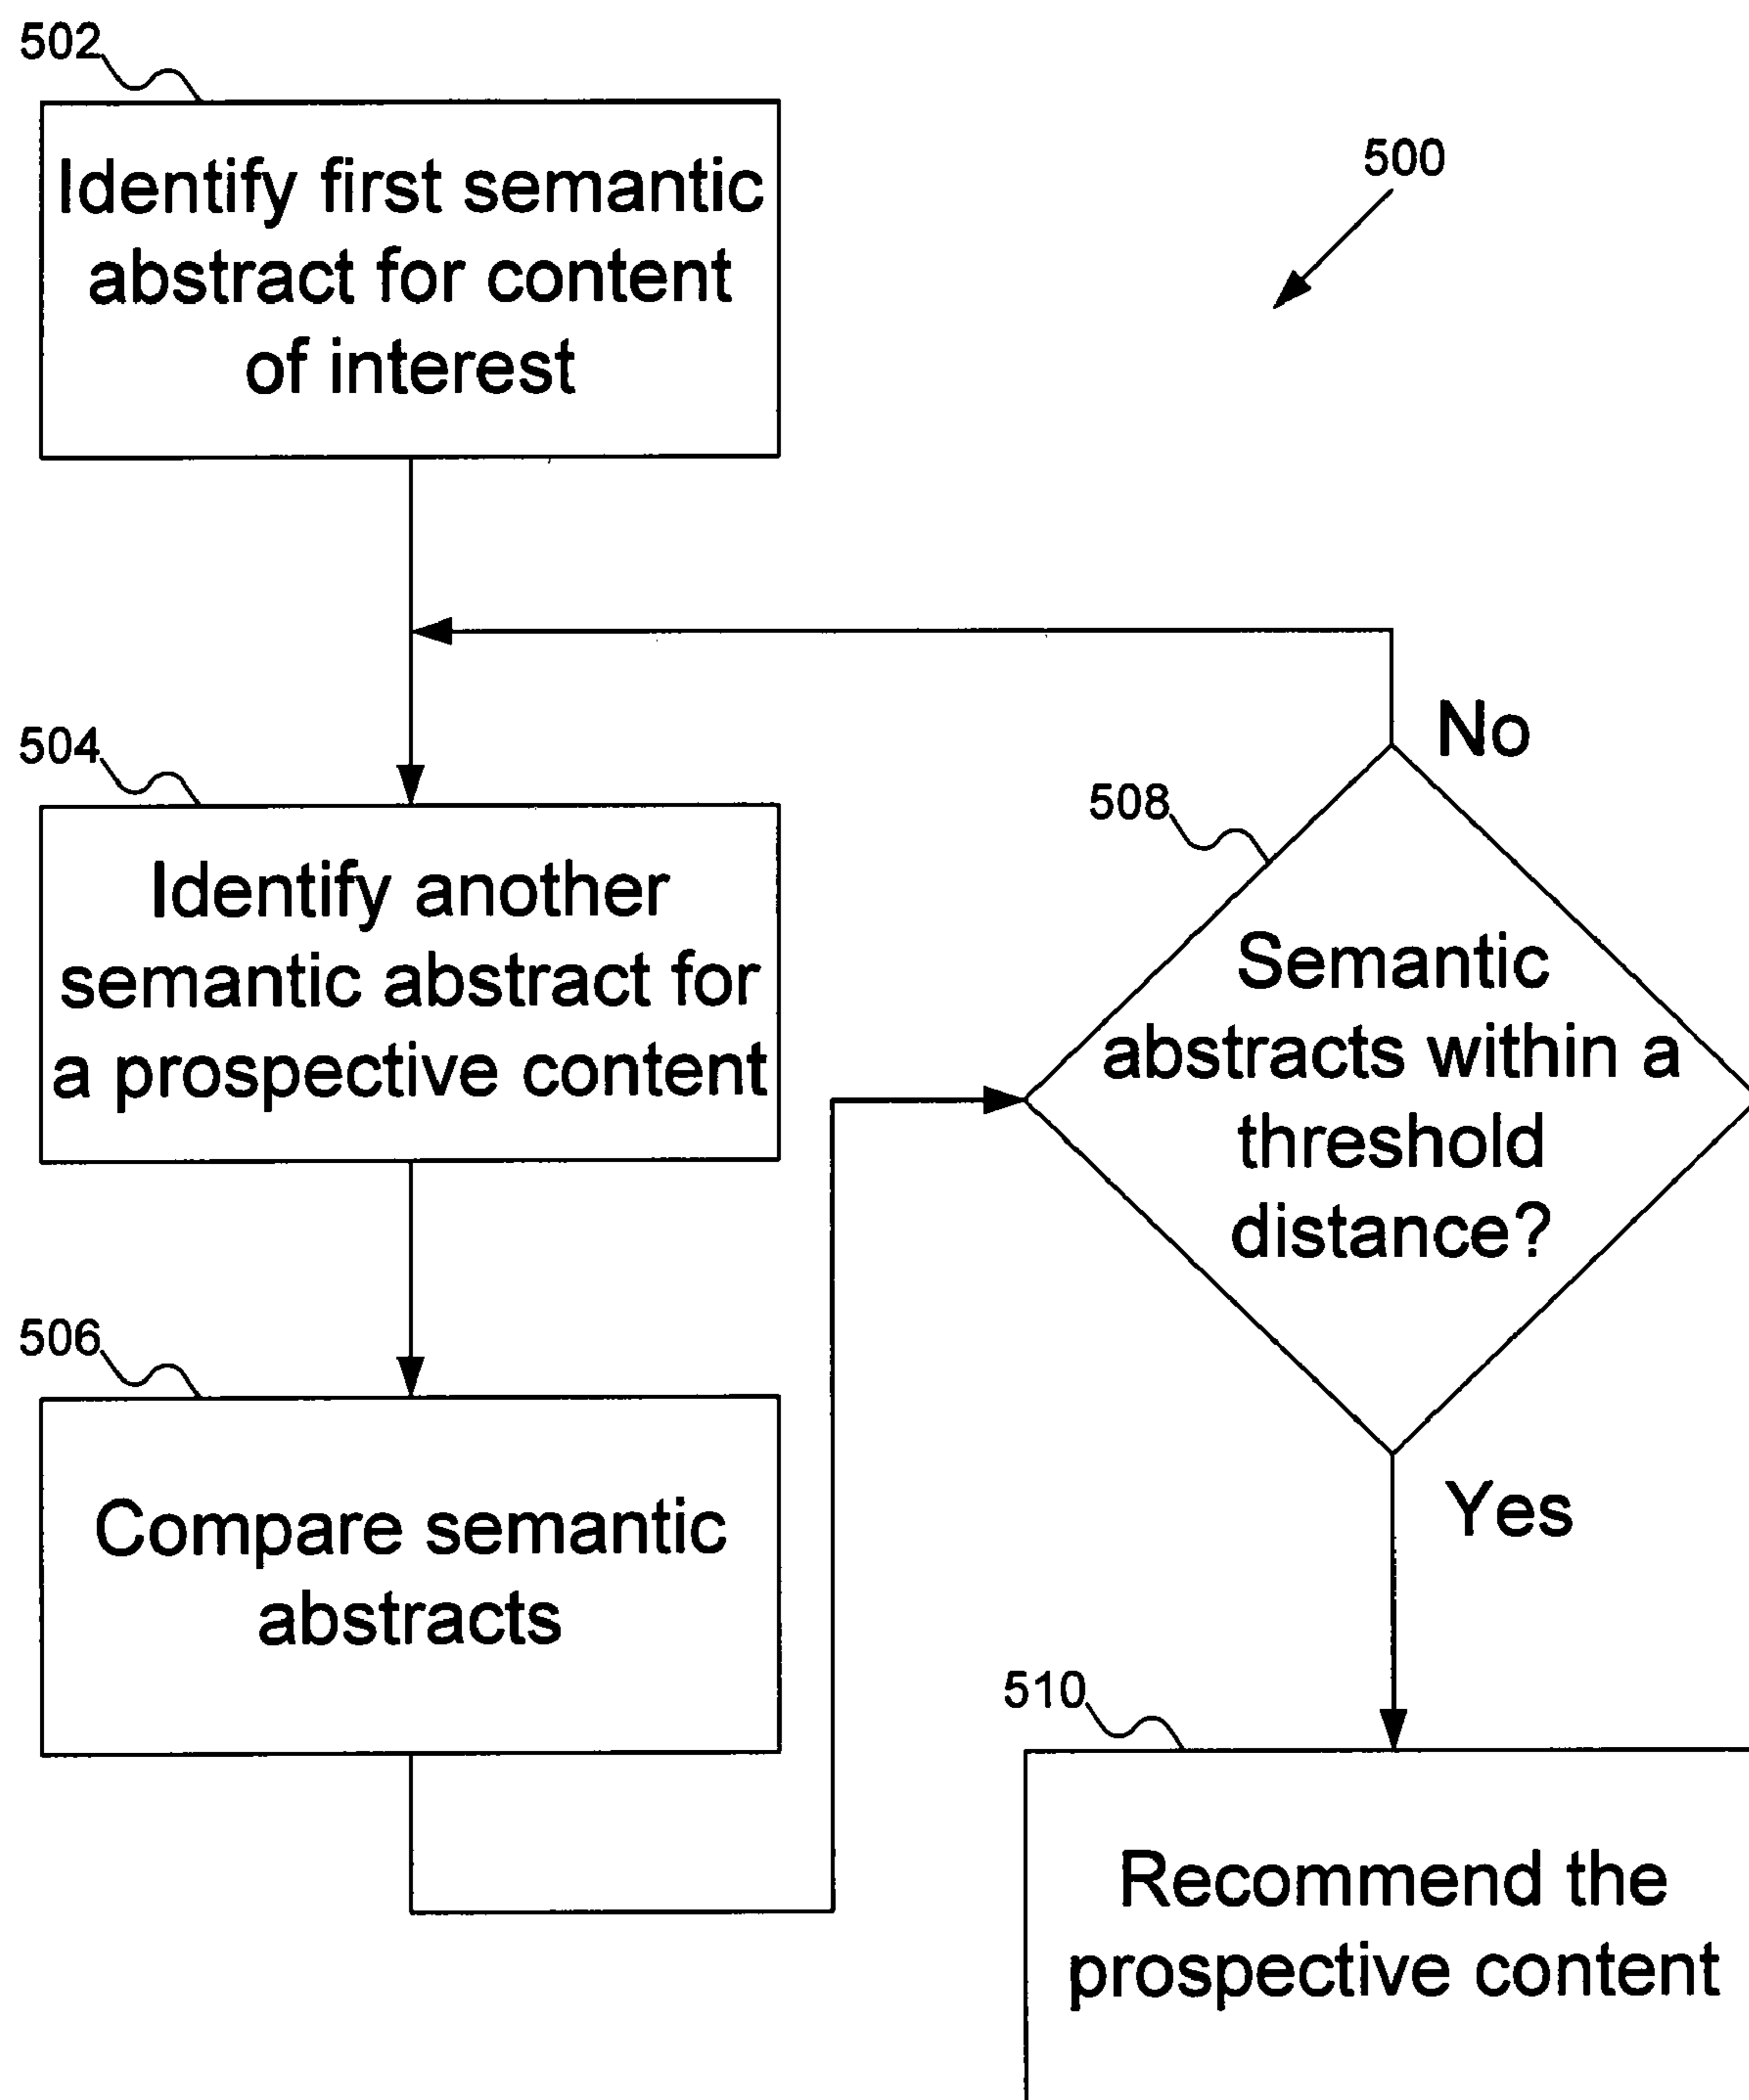 502
Identify first semantic
abstract for content
of interest
500
504
Identify another
semantic abstract for
a prospective content
506
Compare semantic
abstracts
No
508
Semantic
abstracts within a
threshold
distance?
Yes
510
Recommend the
prospective content